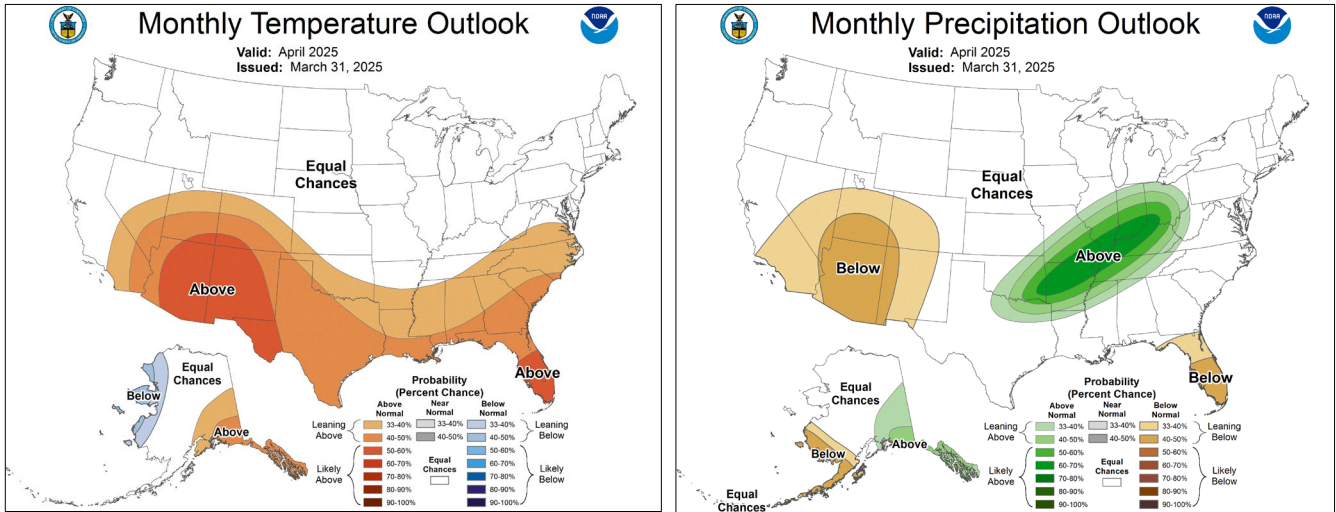 Monthly Temperature Outlook
NOAA
Valid: April 2025
Issued: March 31, 2025
Equal
Chances
Above
Above
Equal
Chances
Below
Above
Probability
(Percent Chance)
Above
Normal
Near
Normal
Below
Normal
Leaning
Above
33-40%
33-40%
33-40%
Leaning
Below
40-50%
40-50%
40-50%
Likely
Above
50-60%
50-60%
Likely
Below
60-70%
Equal
Chances
60-70%
70-80%
70-80%
80-90%
80-90%
90-100%
90-100%
Monthly Precipitation Outlook
NOAA
Valid: April 2025
Issued: March 31, 2025
Equal
Chances
Below
Above
Below
Equal
Chances
Above
Below
Equal
Chances
Probability
(Percent Chance)
Above
Normal
Near
Normal
Below
Normal
Leaning
Above
33-40%
33-40%
33-40%
Leaning
Below
40-50%
40-50%
40-50%
Likely
Above
50-60%
50-60%
Likely
Below
60-70%
Equal
Chances
60-70%
70-80%
70-80%
80-90%
80-90%
90-100%
90-100%